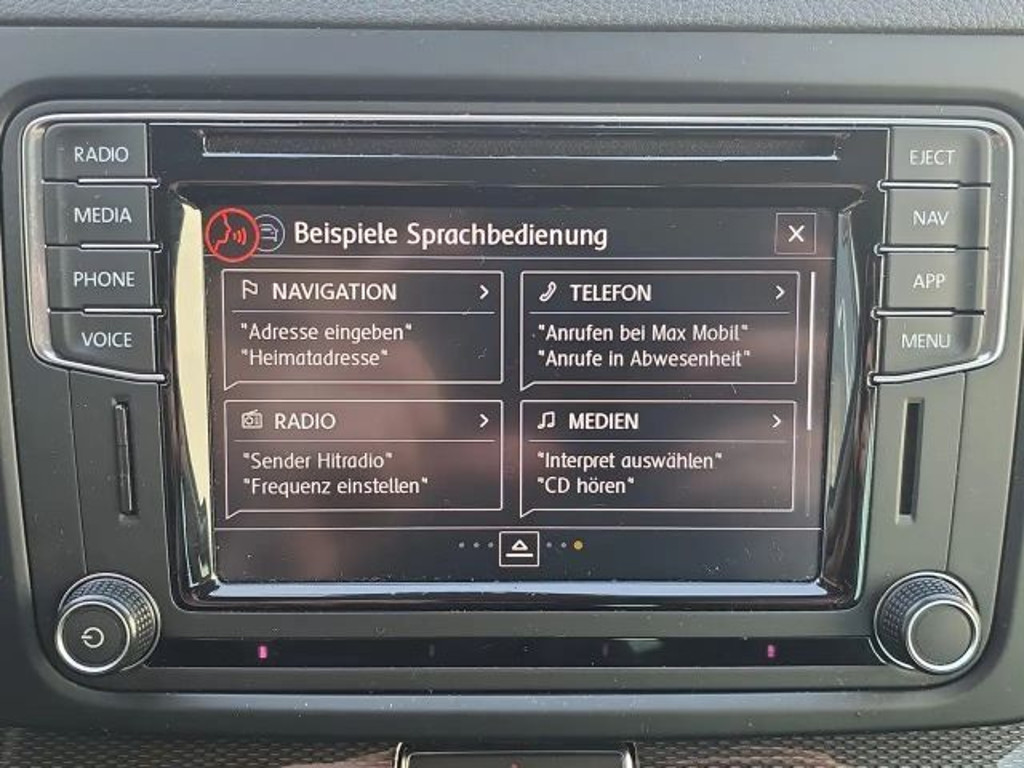 RADIO
MEDIA
PHONE
VOICE
EJECT
NAV
APP
MENU
Beispiele Sprachbedienung
NAVIGATION
"Adresse eingeben"
"Heimatadresse"
TELEFON
"Anrufen bei Max Mobil"
"Anrufe in Abwesenheit"
RADIO
"Sender Hitradio"
"Frequenz einstellen"
MEDIEN
"Interpret auswählen"
"CD hören"